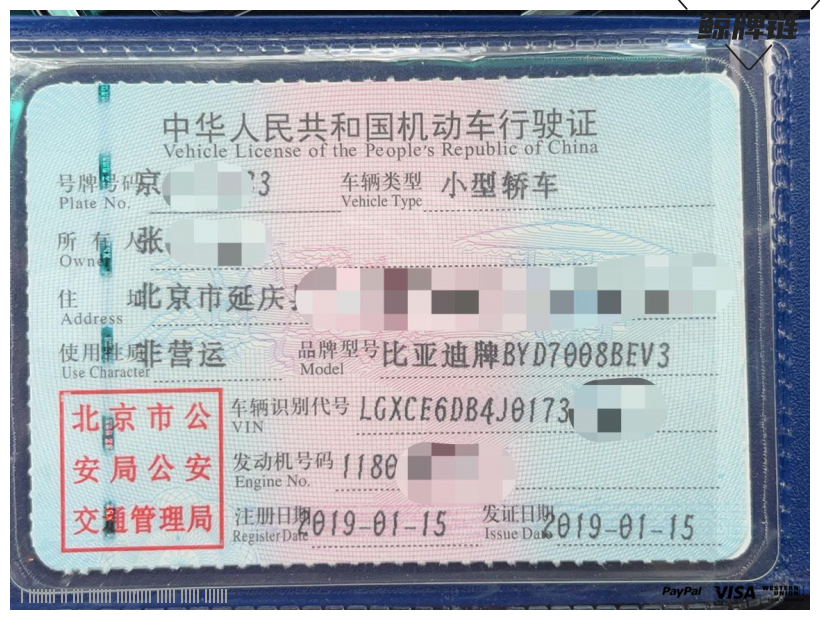 鲸牌链
中华人民共和国机动车行驶证
Vehicle License of the People's Republic of China
号牌号码 京 3 车辆类型 小型轿车
Plate No. Vehicle Type
所有人 张
Owner
住址 北京市延庆
Address
使用性质 非营运 品牌型号 比亚迪牌BYD7008BEV3
Use Character Model
北京市公
安局公安
交通管理局
车辆识别代号 LGXCE6DB4J0173
VIN
发动机号码 1180
Engine No.
注册日期 2019-01-15 发证日期 2019-01-15
Register Date Issue Date
PayPal VISA WESTERN UNION